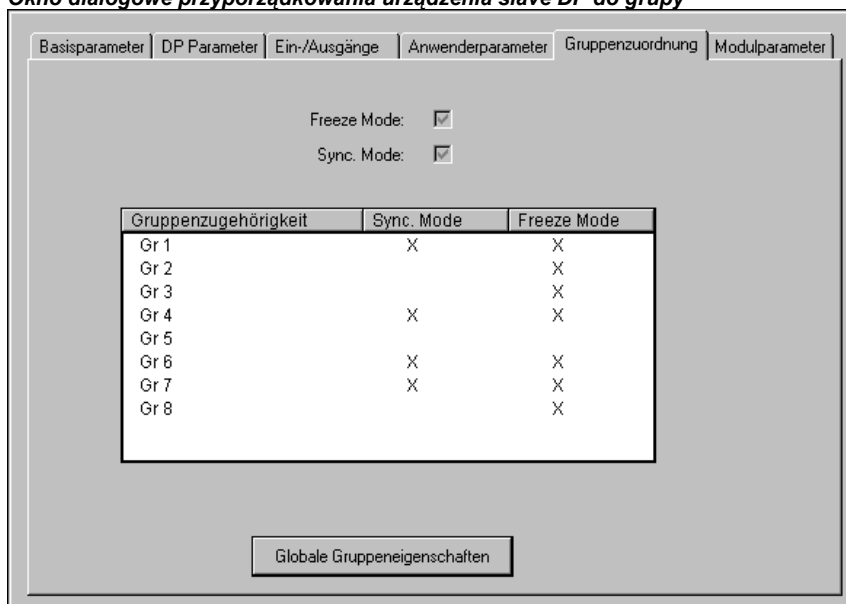 Okno dialogowe przyporządkowania urządzenia slave DP do grupy
Basisparameter DP Parameter Ein-/Ausgänge Anwenderparameter Gruppenzuordnung Modulparameter
Freeze Mode:
Sync. Mode:
Gruppenzugehörigkeit Sync. Mode Freeze Mode
Gr 1 X X
Gr 2 X
Gr 3 X
Gr 4 X X
Gr 5
Gr 6 X X
Gr 7 X X
Gr 8 X
Globale Gruppeneigenschaften